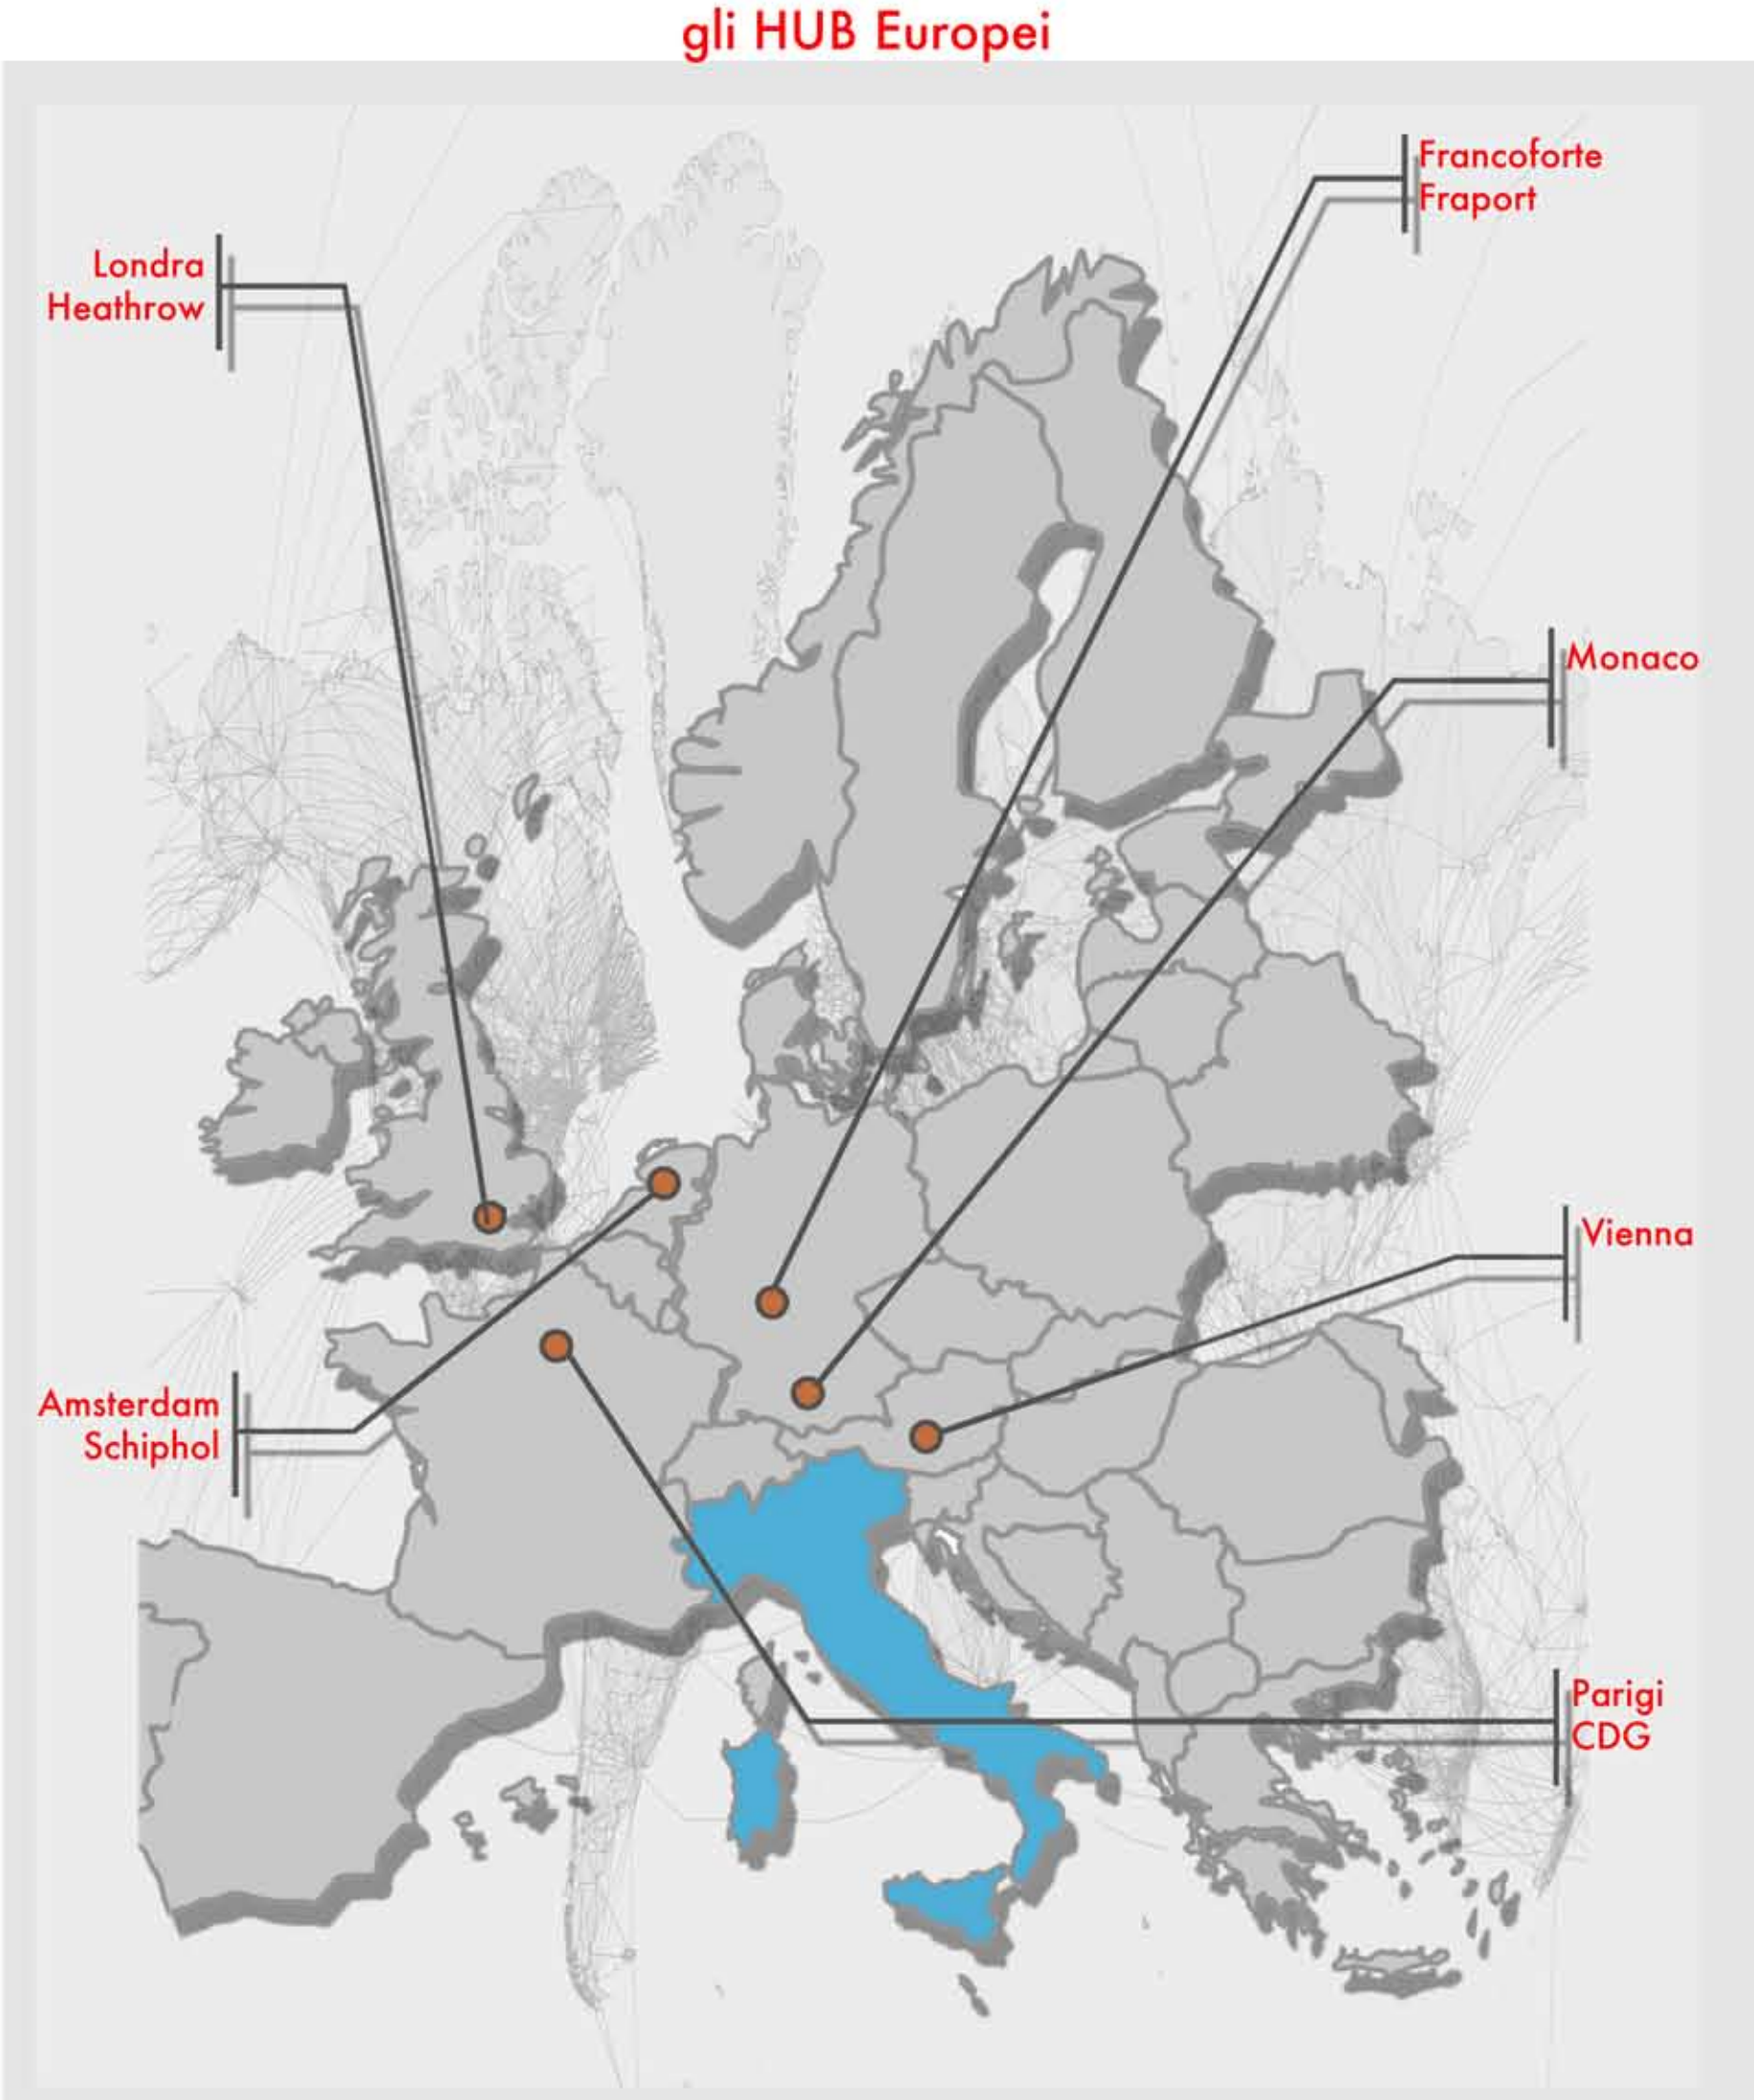 gli HUB Europei
Francoforte
Fraport
Londra
Heathrow
Monaco
Vienna
Amsterdam
Schiphol
Parigi
CDG